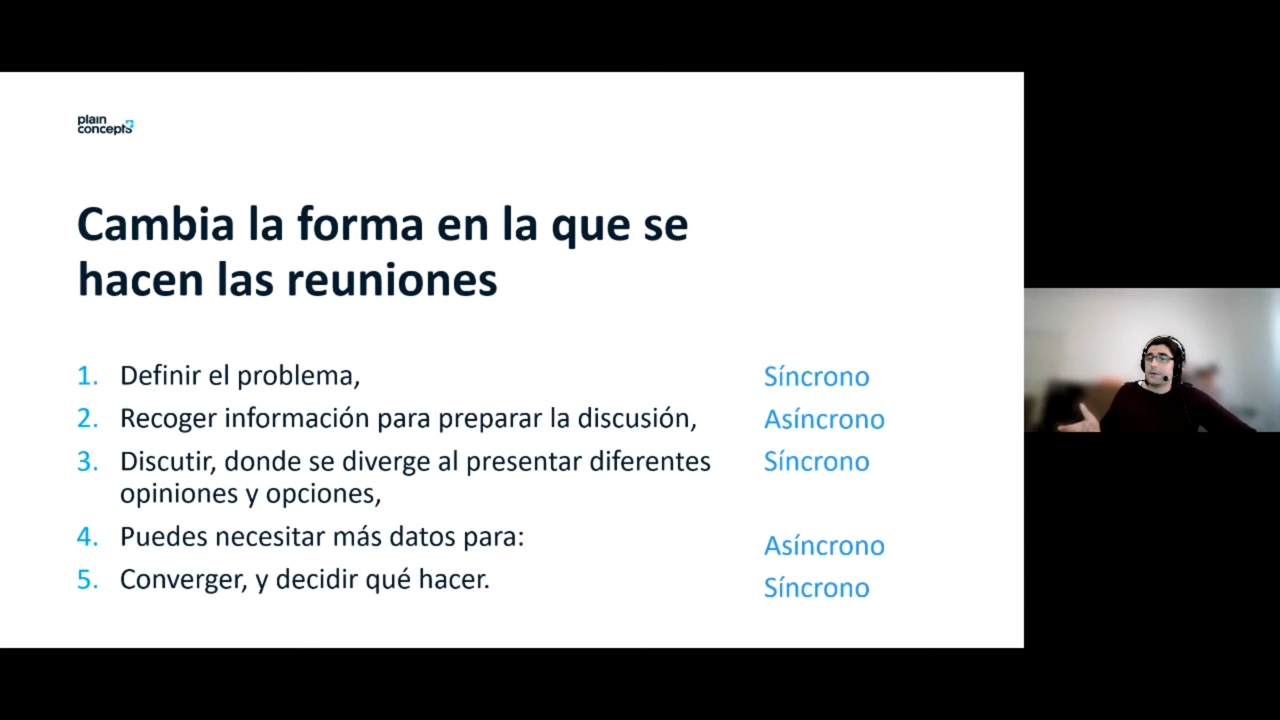 plain
concepts
Cambia la forma en la que se
hacen las reuniones
1. Definir el problema,
Síncrono
2. Recoger información para preparar la discusión,
Asíncrono
3. Discutir, donde se diverge al presentar diferentes
Síncrono
opiniones y opciones,
4. Puedes necesitar más datos para:
Asíncrono
5. Converger, y decidir qué hacer.
Síncrono